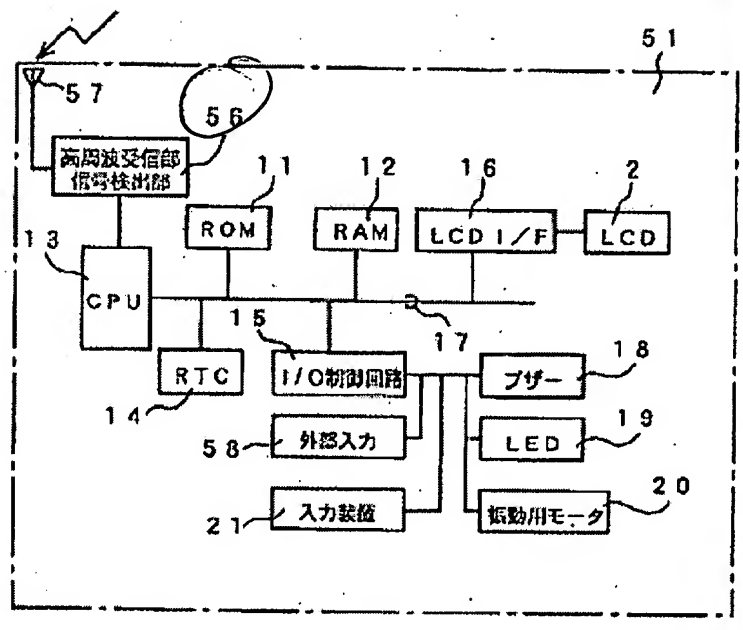 51
57
56
高周波受信部
信号検出部
11
12
16
2
ROM
RAM
LCD I/F
LCD
13
CPU
15
17
RTC
I/O制御回路
ブザー
18
14
58
外部入力
LED
19
21
入力装置
振動用モータ
20